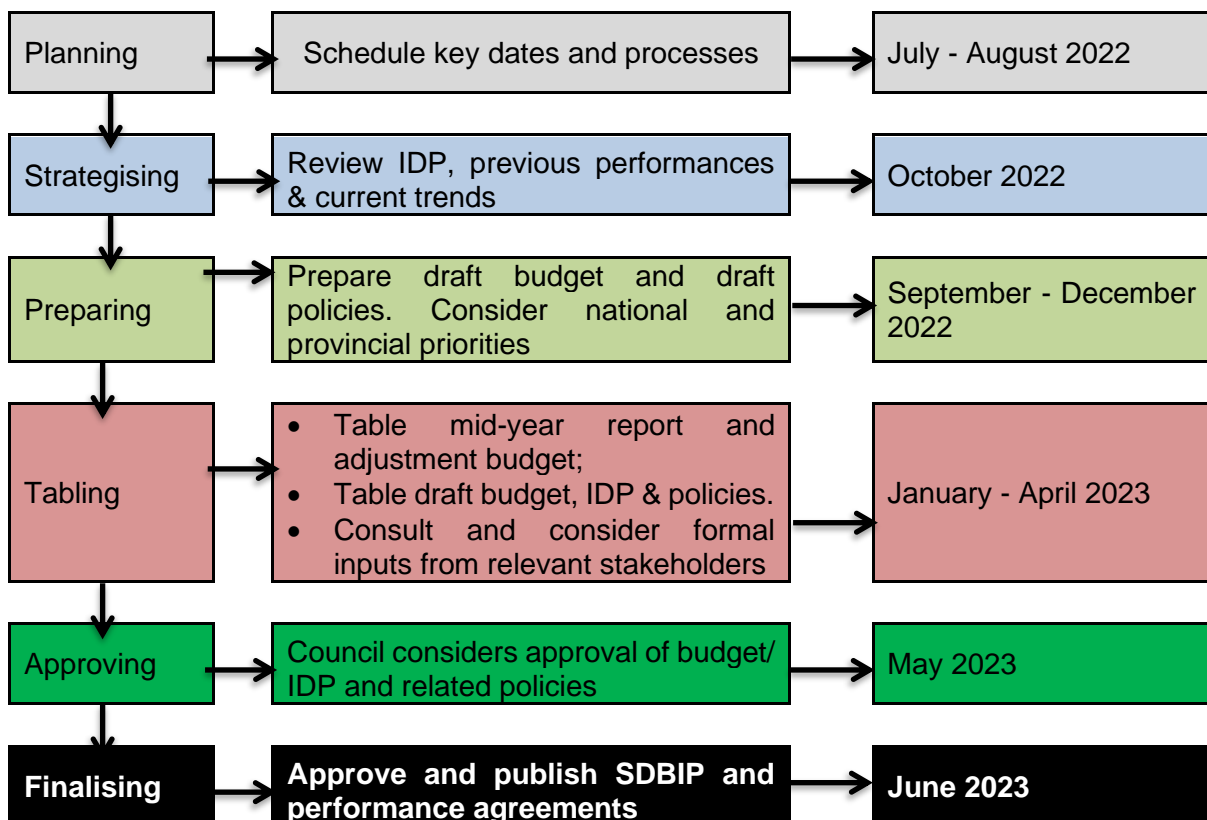 Planning
Schedule key dates and processes
July - August 2022
Strategising
Review IDP, previous performances
& current trends
October 2022
Preparing
Prepare draft budget and draft
policies. Consider national and
provincial priorities
September - December
2022
Tabling
• Table mid-year report and
adjustment budget;
• Table draft budget, IDP & policies.
• Consult and consider formal
inputs from relevant stakeholders
January - April 2023
Approving
Council considers approval of budget/
IDP and related policies
May 2023
Finalising
Approve and publish SDBIP and
performance agreements
June 2023